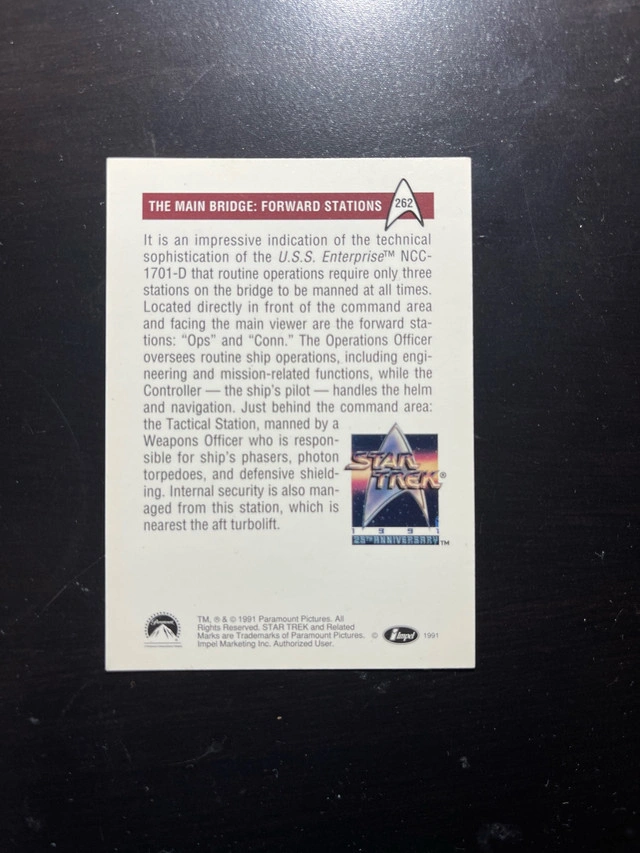 THE MAIN BRIDGE: FORWARD STATIONS 262
It is an impressive indication of the technical
sophistication of the U.S.S. Enterprise™ NCC-
1701-D that routine operations require only three
stations on the bridge to be manned at all times.
Located directly in front of the command area
and facing the main viewer are the forward sta-
tions: “Ops” and “Conn.” The Operations Officer
oversees routine ship operations, including engi-
neering and mission-related functions, while the
Controller — the ship’s pilot — handles the helm
and navigation. Just behind the command area:
the Tactical Station, manned by a
Weapons Officer who is respon-
sible for ship’s phasers, photon
torpedoes, and defensive shield-
ing. Internal security is also man-
aged from this station, which is
nearest the aft turbolift.
STAR
TREK®
1991
25TH ANNIVERSARY™
Paramount
TM, ® & © 1991 Paramount Pictures. All
Rights Reserved. STAR TREK and Related
Marks are Trademarks of Paramount Pictures.
Impel Marketing Inc. Authorized User.
© Impel 1991